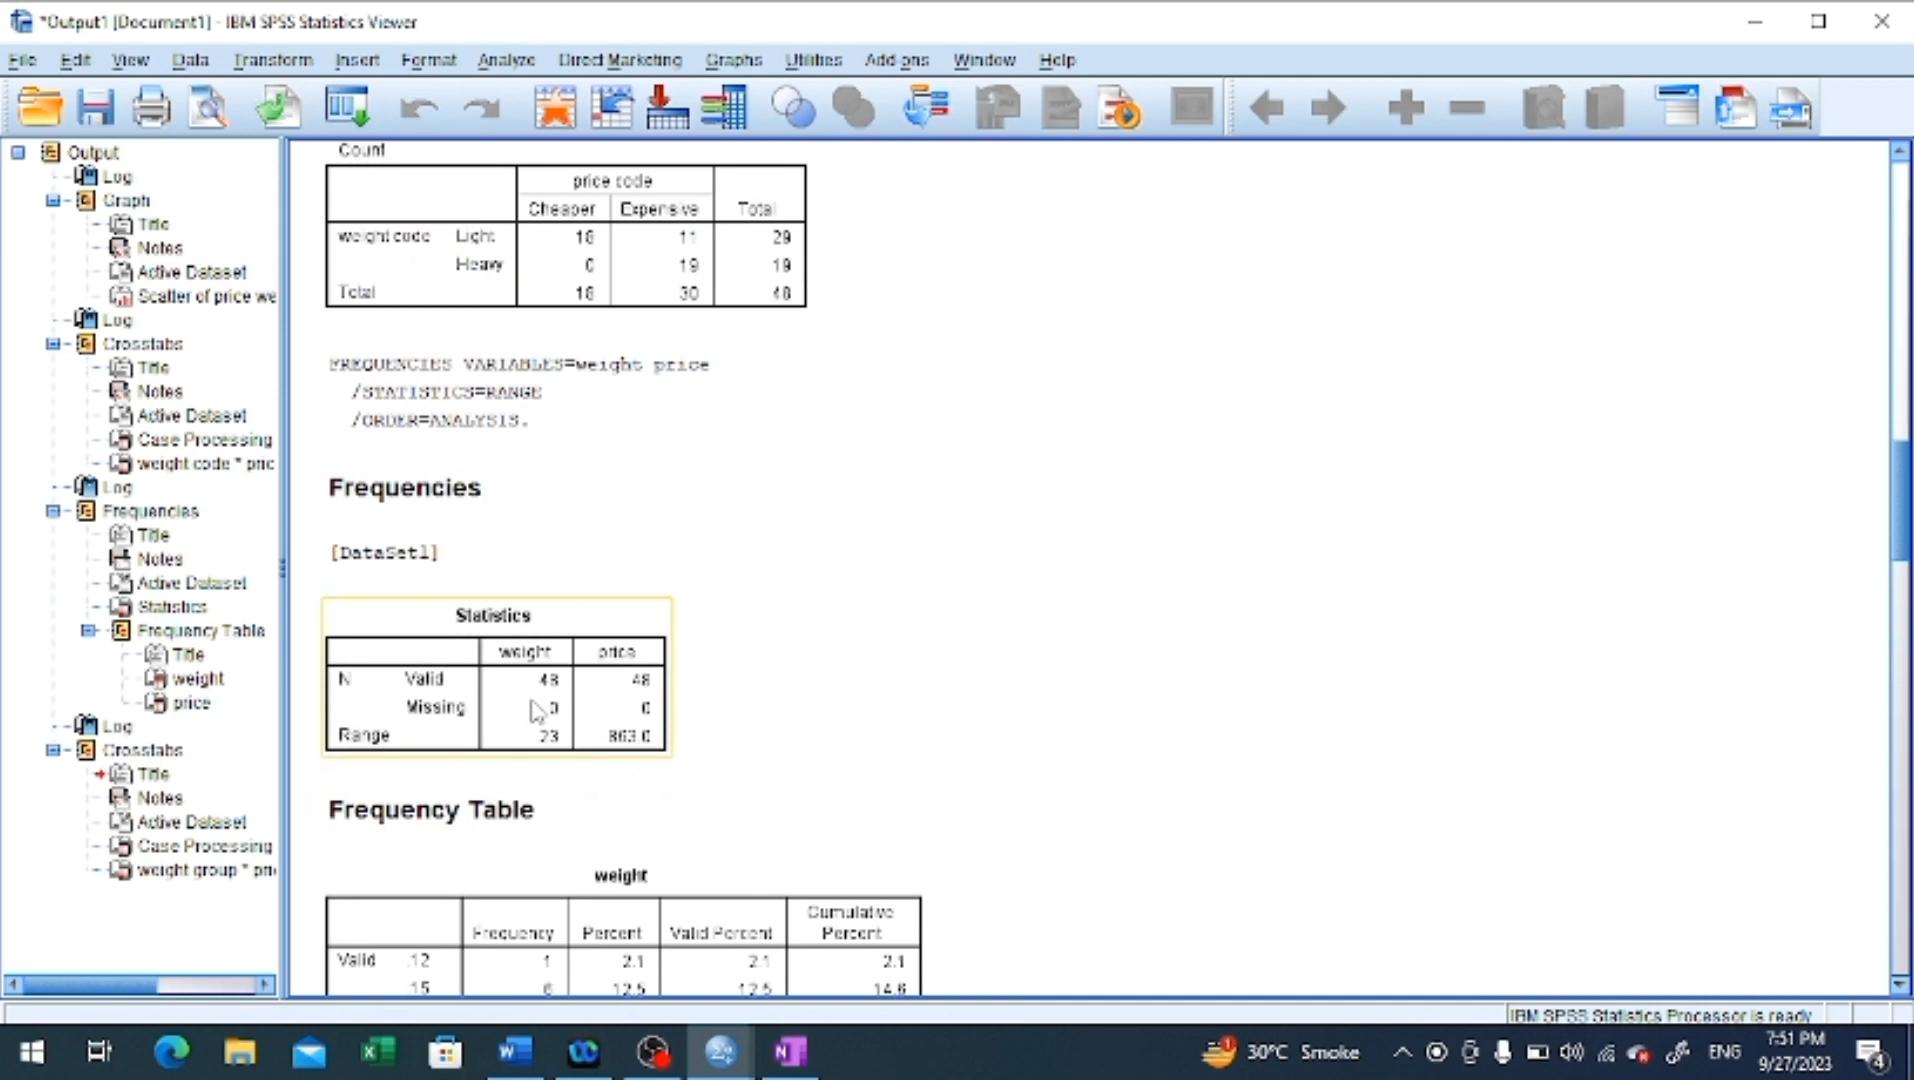 *Output1 [Document1] - IBM SPSS Statistics Viewer
File Edit View Data Transform Insert Format Analyze Direct Marketing Graphs Utilities Add-ons Window Help
Output
Log
Graph
Title
Notes
Active Dataset
Scatter of price we
Log
Crosstabs
Title
Notes
Active Dataset
Case Processing
weight code * pric
Log
Frequencies
Title
Notes
Active Dataset
Statistics
Frequency Table
Title
weight
price
Log
Crosstabs
Title
Notes
Active Dataset
Case Processing
weight group * pri
Count
price code
Cheaper Expensive Total
weight code Light 18 11 29
Heavy 0 19 19
Total 18 30 48
FREQUENCIES VARIABLES=weight price
/STATISTICS=RANGE
/ORDER=ANALYSIS.
Frequencies
[DataSet1]
Statistics
weight price
N Valid 48 48
Missing 0 0
Range .23 863.0
Frequency Table
weight
Frequency Percent Valid Percent Cumulative Percent
Valid .12 1 2.1 2.1 2.1
.15 6 12.5 12.5 14.6
IBM SPSS Statistics Processor is ready
30°C Smoke ENG 7:51 PM
9/27/2023 4